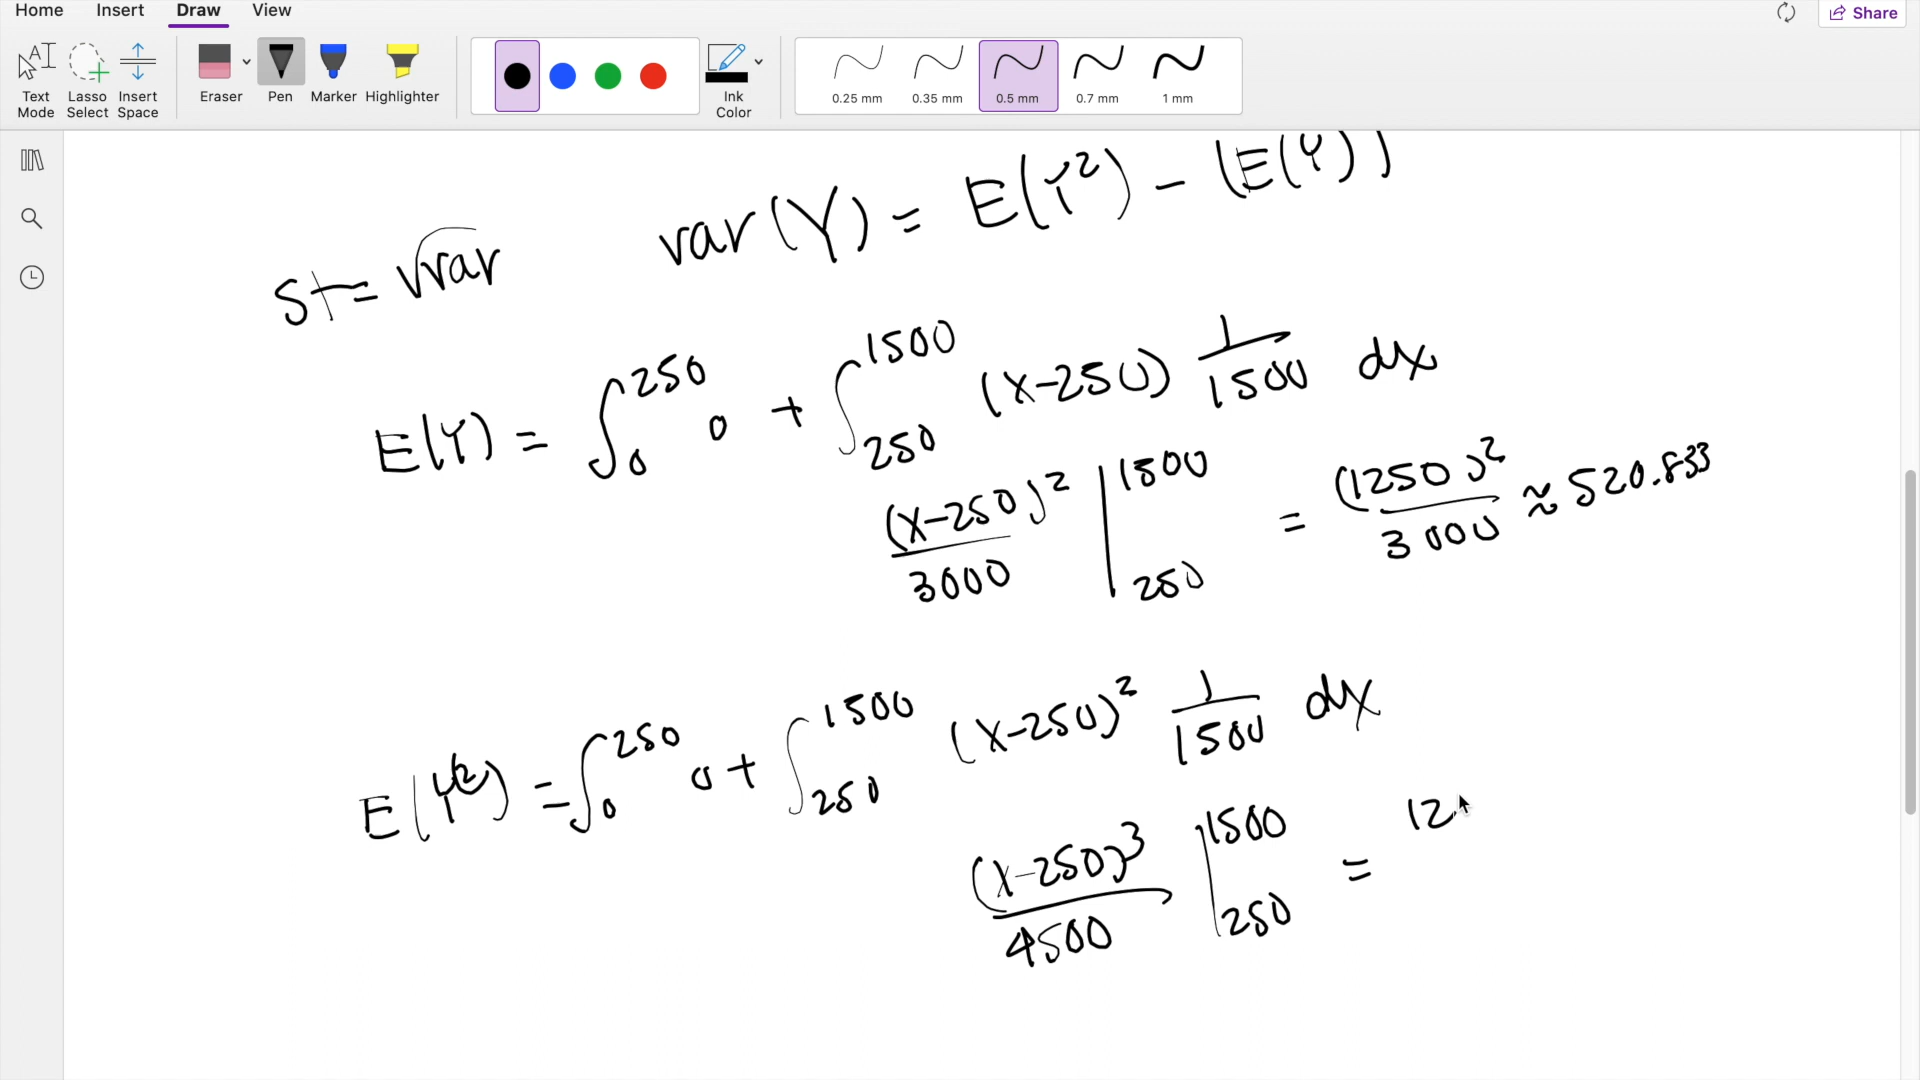 Home Insert Draw View Share
Text Mode Lasso Select Insert Space Eraser Pen Marker Highlighter Ink Color 0.25 mm 0.35 mm 0.5 mm 0.7 mm 1 mm
var(Y) = E(Y²) - (E(Y))
St = √var
E(Y) = ∫₀²⁵⁰ 0 + ∫₂₅₀¹⁵⁰⁰ (x-250) 1/1500 dx
(x-250)²/3000 |₂₅₀¹⁵⁰⁰ = (1250)²/3000 ≈ 520.833
E(Y²) = ∫₀²⁵⁰ 0 + ∫₂₅₀¹⁵⁰⁰ (x-250)² 1/1500 dx
(x-250)³/4500 |₂₅₀¹⁵⁰⁰ = 12